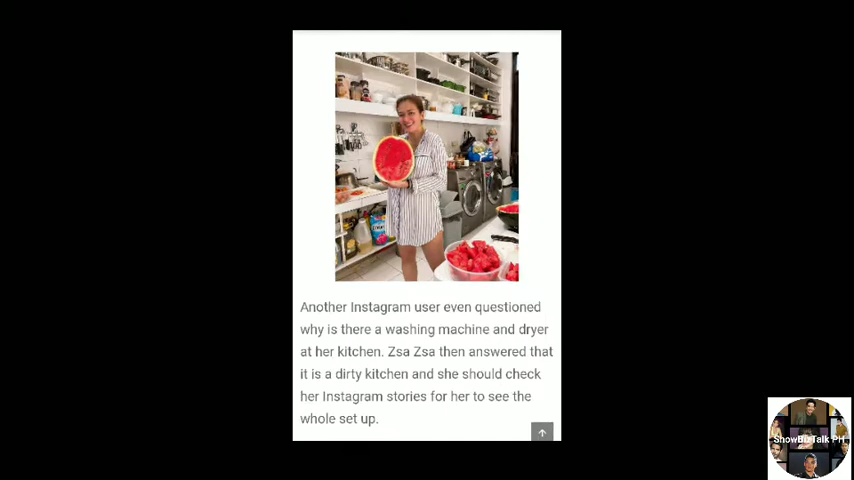 Another Instagram user even questioned
why is there a washing machine and dryer
at her kitchen. Zsa Zsa then answered that
it is a dirty kitchen and she should check
her Instagram stories for her to see the
whole set up.
ShowBizTalk PH